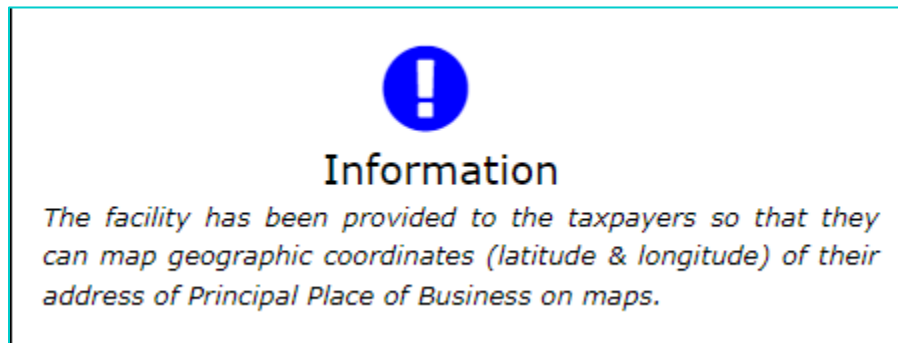 Information
The facility has been provided to the taxpayers so that they
can map geographic coordinates (latitude & longitude) of their
address of Principal Place of Business on maps.